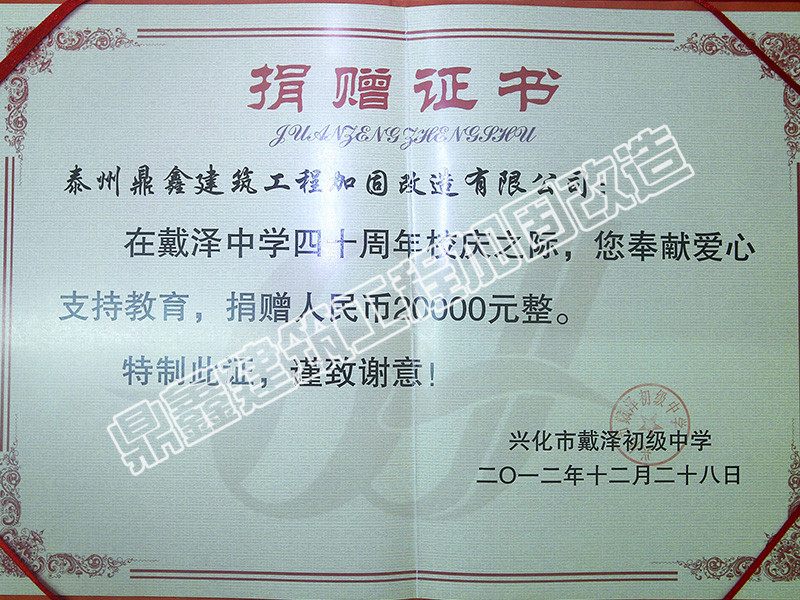 捐赠证书
JUANZENGZHENGSHU
泰州鼎鑫建筑工程加固改造有限公司：
在戴泽中学四十周年校庆之际，您奉献爱心
支持教育，捐赠人民币20000元整。
特制此证，谨致谢意！
兴化市戴泽初级中学
二〇一二年十二月二十八日
鼎鑫建筑工程加固改造